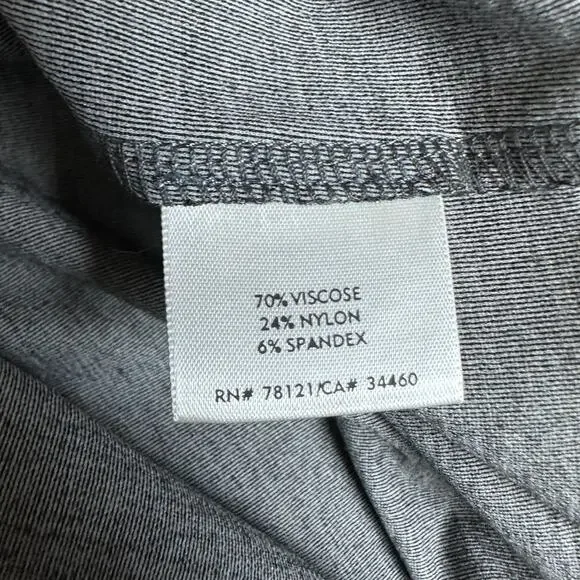 70% VISCOSE
24% NYLON
6% SPANDEX
RN# 78121/CA# 34460